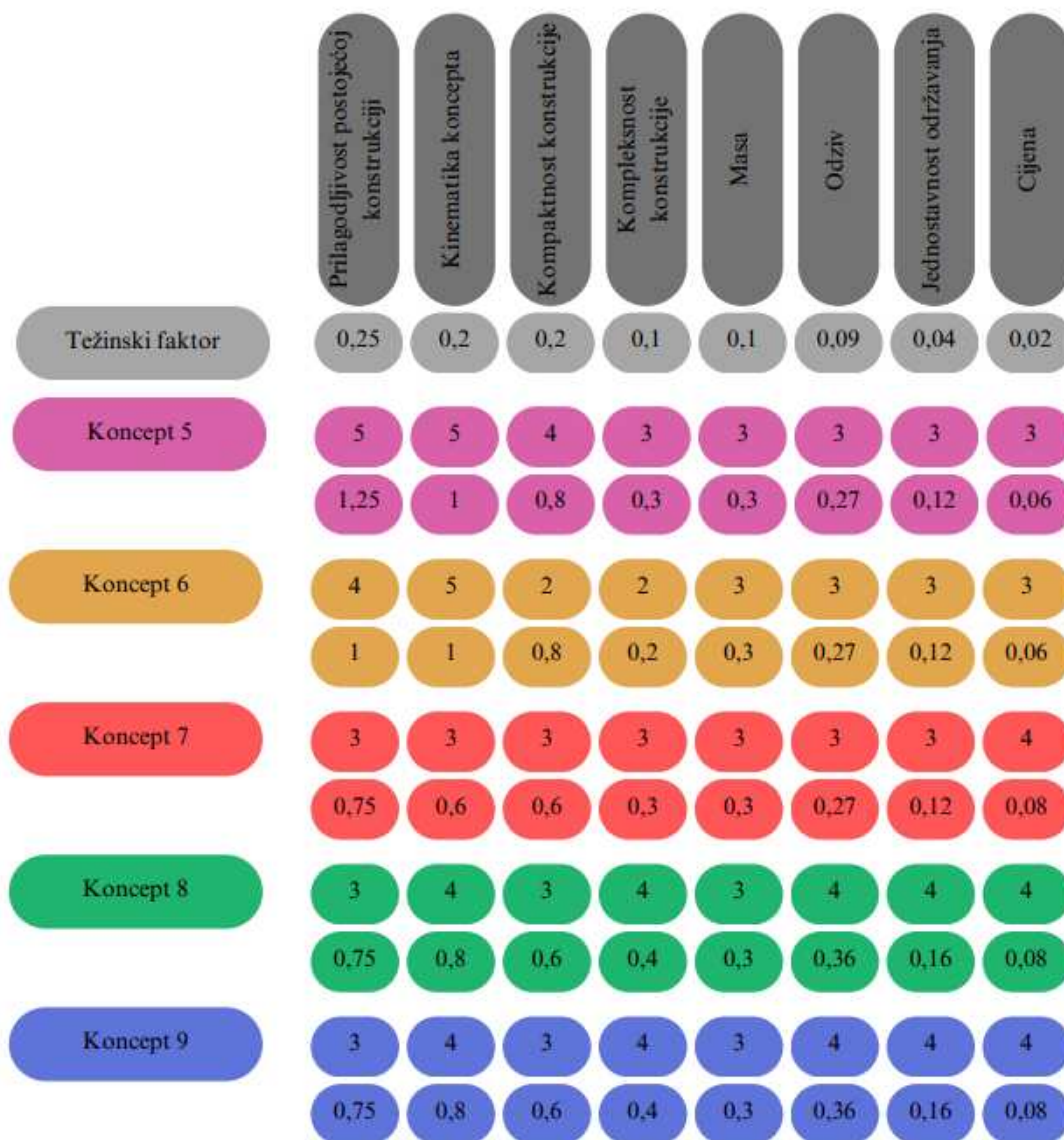 Prilagodljivost postojećoj
konstrukciji
Kinematika koncepta
Kompaktnost konstrukcije
Kompleksnost
konstrukcije
Masa
Odziv
Jednostavnost održavanja
Cijena
Težinski faktor 0,25 0,2 0,2 0,1 0,1 0,09 0,04 0,02
Koncept 5 5 5 4 3 3 3 3 3
1,25 1 0,8 0,3 0,3 0,27 0,12 0,06
Koncept 6 4 5 2 2 3 3 3 3
1 1 0,8 0,2 0,3 0,27 0,12 0,06
Koncept 7 3 3 3 3 3 3 3 4
0,75 0,6 0,6 0,3 0,3 0,27 0,12 0,08
Koncept 8 3 4 3 4 3 4 4 4
0,75 0,8 0,6 0,4 0,3 0,36 0,16 0,08
Koncept 9 3 4 3 4 3 4 4 4
0,75 0,8 0,6 0,4 0,3 0,36 0,16 0,08